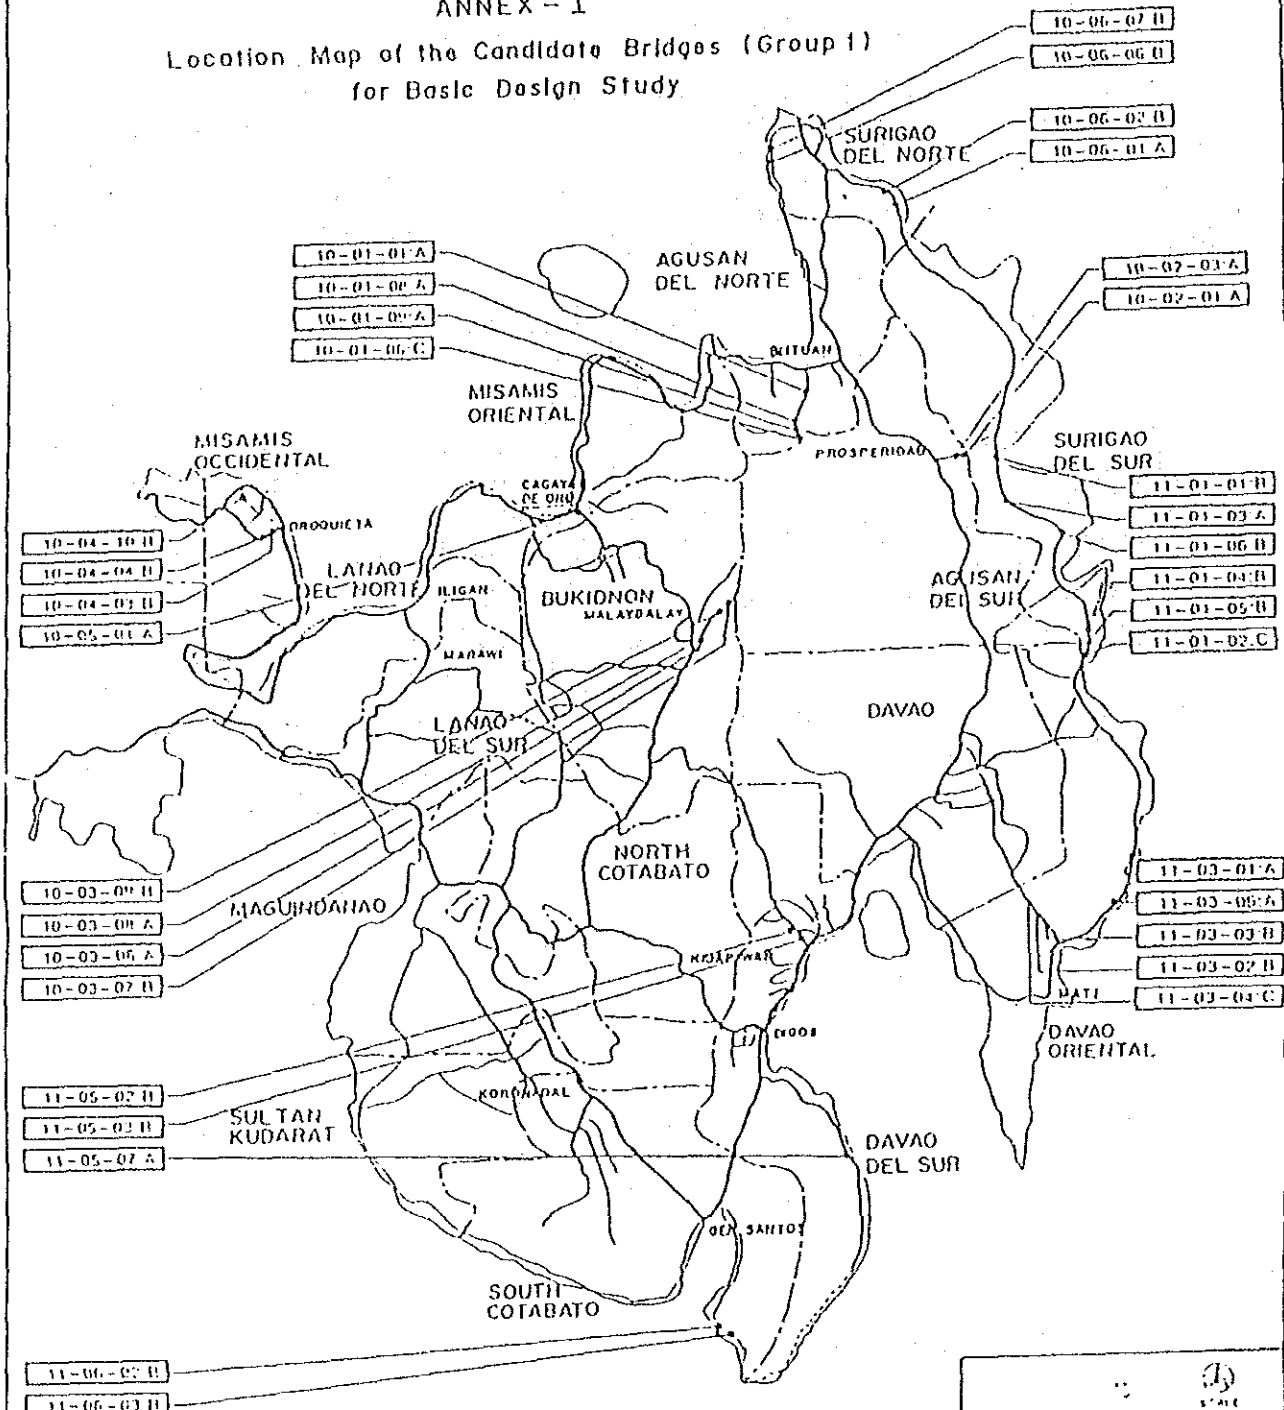 ANNEX - I
Location Map of the Candidate Bridges (Group 1)
for Basic Design Study
10-06-07.B
10-06-06.B
10-06-02.B
10-06-01.A
SURIGAO
DEL NORTE
10-01-01.A
10-01-08.A
10-01-09.A
10-01-06.C
AGUSAN
DEL NORTE
10-02-03.A
10-02-01.A
BUTUAN
MISAMIS
ORIENTAL
MISAMIS
OCCIDENTAL
PROSPERIDAD
SURIGAO
DEL SUR
CAGAYA
DE ORO
11-01-01.B
11-01-03.A
11-01-06.B
11-01-04.B
11-01-05.B
11-01-02.C
OROQUIETA
10-04-10.B
10-04-04.B
10-04-03.B
10-05-01.A
LANAO
DEL NORTE
ILIGAN
BUKIDNON
MALAYBALAY
AGUSAN
DEL SUR
MARAWI
LANAO
DEL SUR
DAVAO
NORTH
COTABATO
10-03-09.B
10-03-08.A
10-03-06.A
10-03-07.B
MAGUINDANAO
11-03-01.A
11-03-05.A
11-03-03.B
11-03-02.B
11-03-04.C
KIDAPAWAN
MATI
DIGOS
DAVAO
ORIENTAL
11-05-02.B
11-05-03.B
11-05-07.A
KORONADAL
SULTAN
KUDARAT
DAVAO
DEL SUR
GEN SANTOS
SOUTH
COTABATO
11-06-02.B
11-06-03.B
SCALE